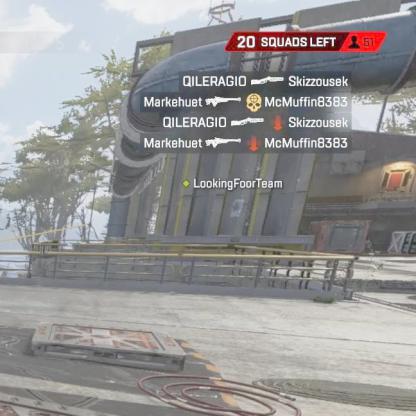 20 SQUADS LEFT 51
QILERAGIO Skizzousek
Markehuet McMuffin8383
QILERAGIO Skizzousek
Markehuet McMuffin8383
LookingFoorTeam